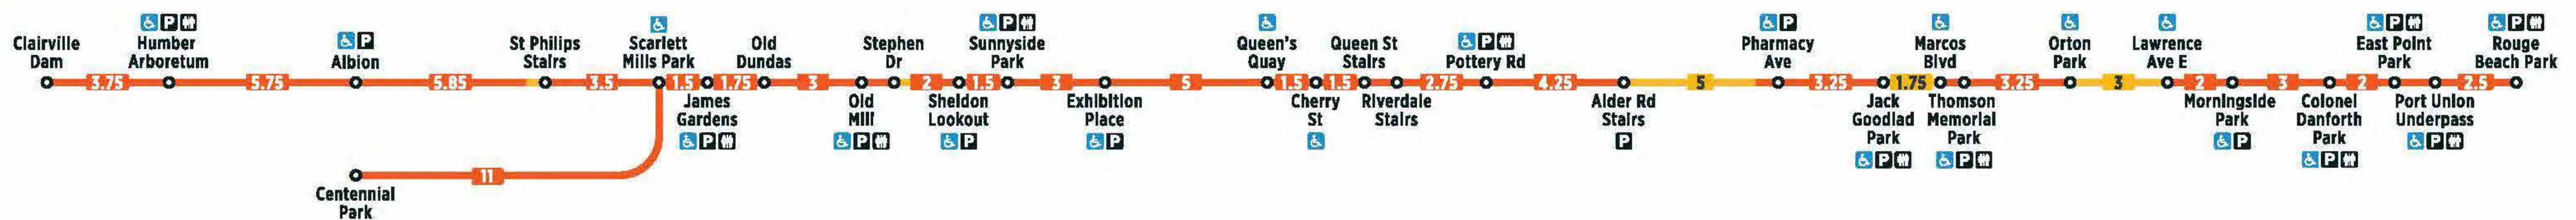 Clairville
Dam
3.75
P
Humber
Arboretum
5.75
P
Albion
5.85
St Philips
Stairs
3.5
Scarlett
Mills Park
11
Centennial
Park
1.5
James
Gardens
P
1.75
Old
Dundas
3
Old
Mill
P
Stephen
Dr
2
Sheldon
Lookout
P
1.5
P
Sunnyside
Park
3
Exhibition
Place
P
5
Queen's
Quay
1.5
Cherry
St
1.5
Queen St
Stairs
Riverdale
Stairs
2.75
P
Pottery Rd
4.25
Alder Rd
Stairs
P
5
P
Pharmacy
Ave
3.25
Jack
Goodlad
Park
P
1.75
Marcos
Blvd
Thomson
Memorial
Park
P
3.25
Orton
Park
3
Lawrence
Ave E
2
Morningside
Park
P
3
Colonel
Danforth
Park
P
2
P
East Point
Park
Port Union
Underpass
P
2.5
P
Rouge
Beach Park